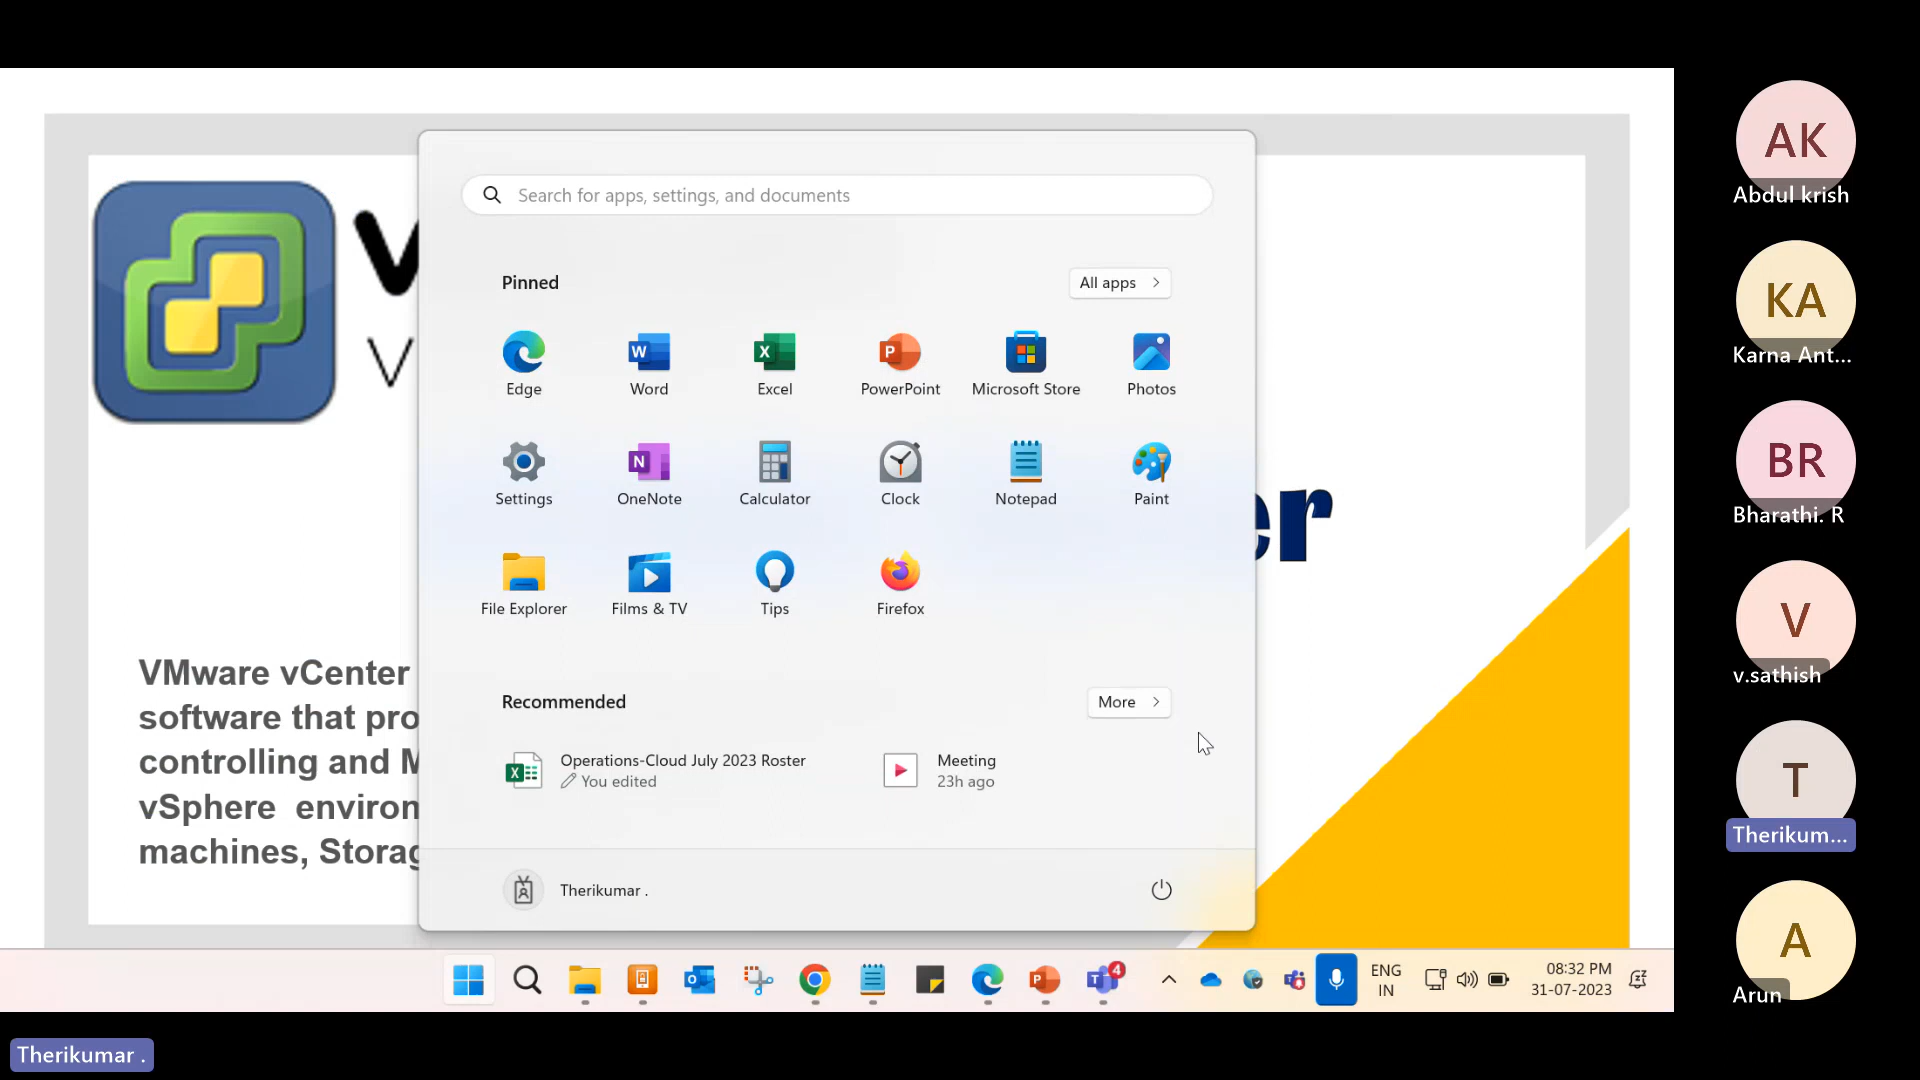 V
V
er
VMware vCenter
software that pro
controlling and M
vSphere environ
machines, Storag
Search for apps, settings, and documents
Pinned
All apps
Edge
Word
Excel
PowerPoint
Microsoft Store
Photos
Settings
OneNote
Calculator
Clock
Notepad
Paint
File Explorer
Films & TV
Tips
Firefox
Recommended
More
Operations-Cloud July 2023 Roster
You edited
Meeting
23h ago
Therikumar .
4
ENG
IN
08:32 PM
31-07-2023
AK
Abdul krish
KA
Karna Ant...
BR
Bharathi. R
V
v.sathish
T
Therikum...
A
Arun
Therikumar .